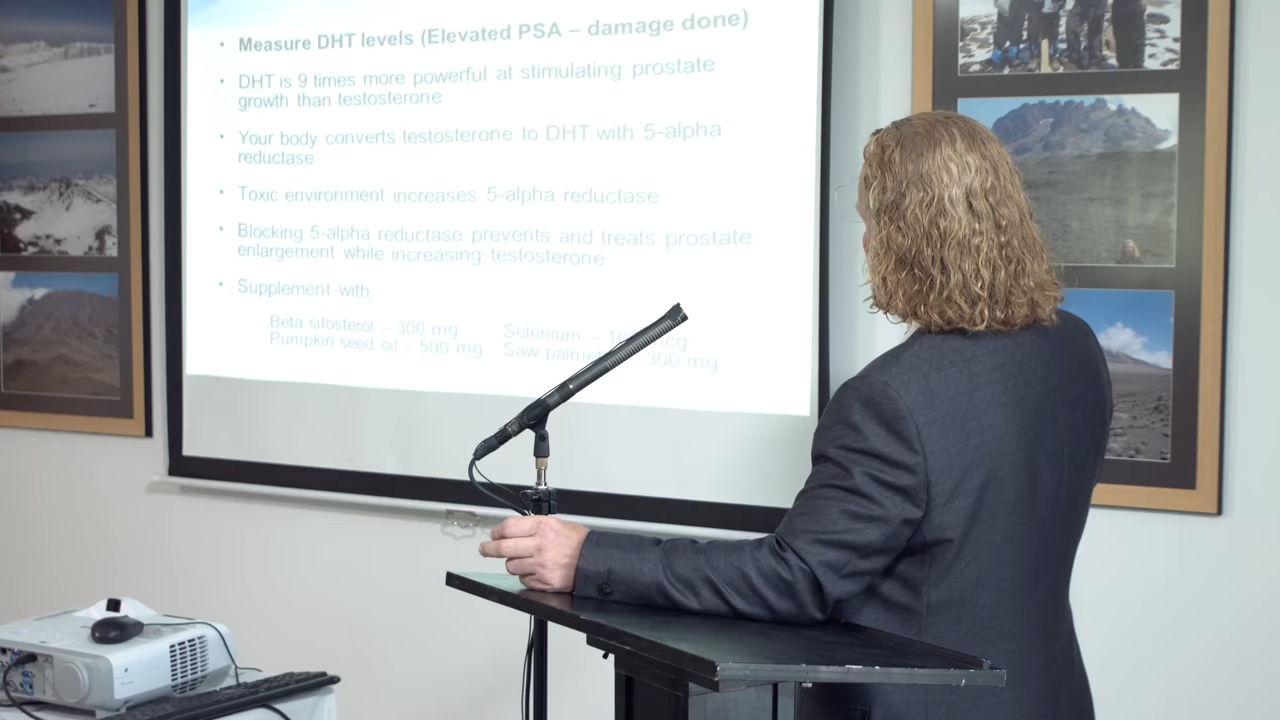 • Measure DHT levels (Elevated PSA – damage done)
• DHT is 9 times more powerful at stimulating prostate
growth than testosterone
• Your body converts testosterone to DHT with 5-alpha
reductase
• Toxic environment increases 5-alpha reductase
• Blocking 5-alpha reductase prevents and treats prostate
enlargement while increasing testosterone
• Supplement with:
Beta sitosterol – 300 mg Selenium –
Pumpkin seed oil – 500 mg Saw 300 mg